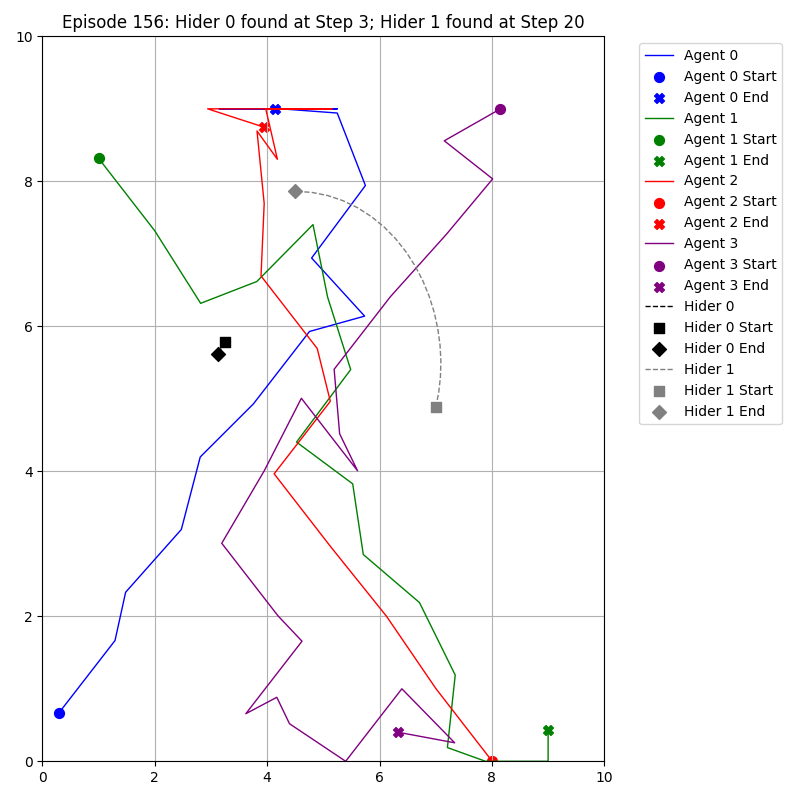 Episode 156: Hider 0 found at Step 3; Hider 1 found at Step 20
10
8
6
4
2
0
0
2
4
6
8
10
Agent 0
Agent 0 Start
Agent 0 End
Agent 1
Agent 1 Start
Agent 1 End
Agent 2
Agent 2 Start
Agent 2 End
Agent 3
Agent 3 Start
Agent 3 End
Hider 0
Hider 0 Start
Hider 0 End
Hider 1
Hider 1 Start
Hider 1 End